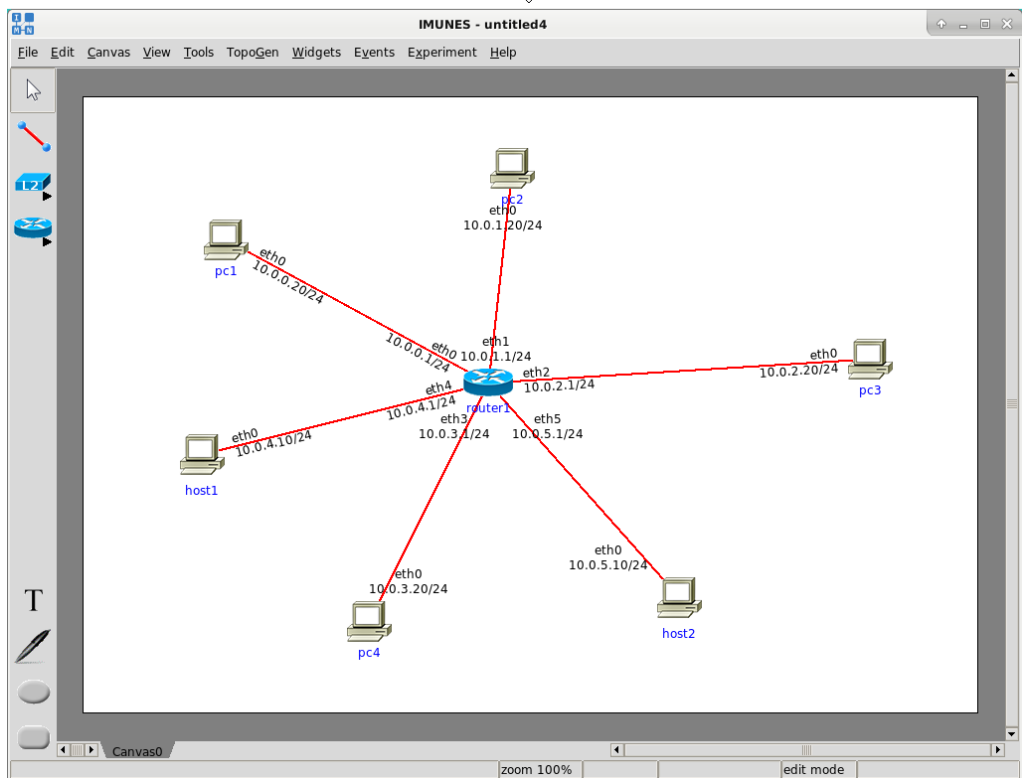 IMUNES - untitled4
File Edit Canvas View Tools TopoGen Widgets Events Experiment Help
L2
pc2
eth0
10.0.1.20/24
pc1
eth0
10.0.0.20/24
eth0
10.0.0.1/24
eth1
10.0.1.1/24
eth2
10.0.2.1/24
eth0
10.0.2.20/24
pc3
eth4
10.0.4.1/24
router1
eth3
10.0.3.1/24
eth5
10.0.5.1/24
eth0
10.0.4.10/24
host1
eth0
10.0.5.10/24
eth0
10.0.3.20/24
host2
pc4
T
Canvas0
zoom 100%
edit mode